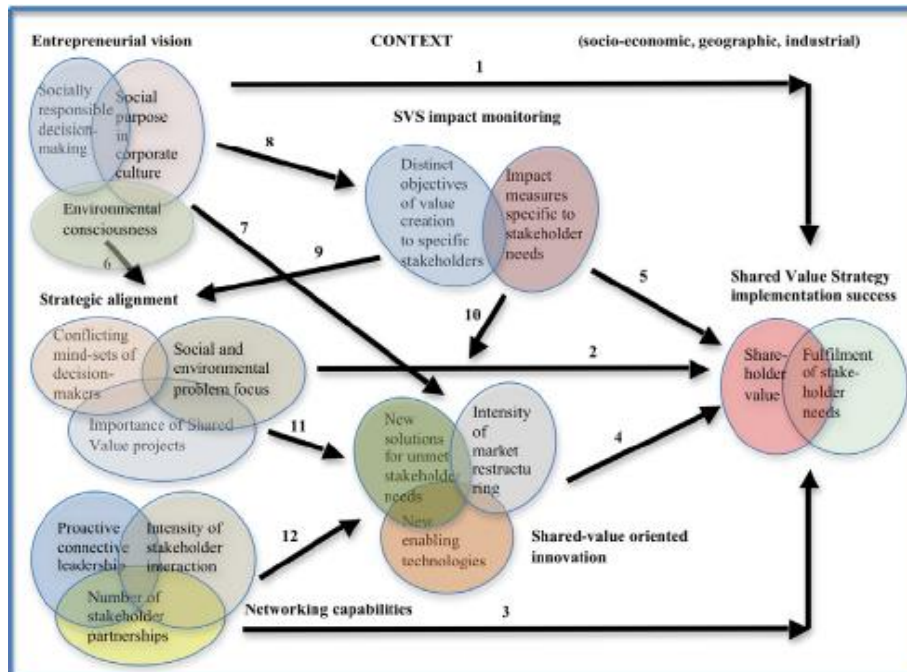 Entrepreneurial vision
CONTEXT
(socio-economic, geographic, industrial)
1
Socially
responsible
decision-
making
Social
purpose
in
corporate
culture
Environmental
consciousness
8
SVS impact monitoring
Distinct
objectives
of value
creation
to specific
stakeholders
Impact
measures
specific to
stakeholder
needs
7
6
9
5
10
Strategic alignment
Conflicting
mind-sets of
decision-
makers
Social and
environmental
problem focus
Importance of Shared
Value projects
2
Shared Value Strategy
implementation success
Share-
holder
value
Fulfilment
of stake-
holder
needs
11
New
solutions
for unmet
stakeholder
needs
Intensity
of
market
restructu
ring
New
enabling
technologies
4
Shared-value oriented
innovation
12
Proactive
connective
leadership
Intensity of
stakeholder
interaction
Number of
stakeholder
partnerships
Networking capabilities
3